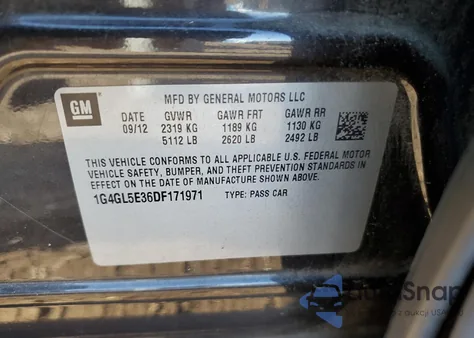 GM
MFD BY GENERAL MOTORS LLC
DATE GVWR GAWR FRT GAWR RR
09/12 2319 KG 1189 KG 1130 KG
5112 LB 2620 LB 2492 LB
THIS VEHICLE CONFORMS TO ALL APPLICABLE U.S. FEDERAL MOTOR
VEHICLE SAFETY, BUMPER, AND THEFT PREVENTION STANDARDS IN
EFFECT ON THE DATE OF MANUFACTURE SHOWN ABOVE.
1G4GL5E36DF171971 TYPE: PASS CAR
z aukcji USA